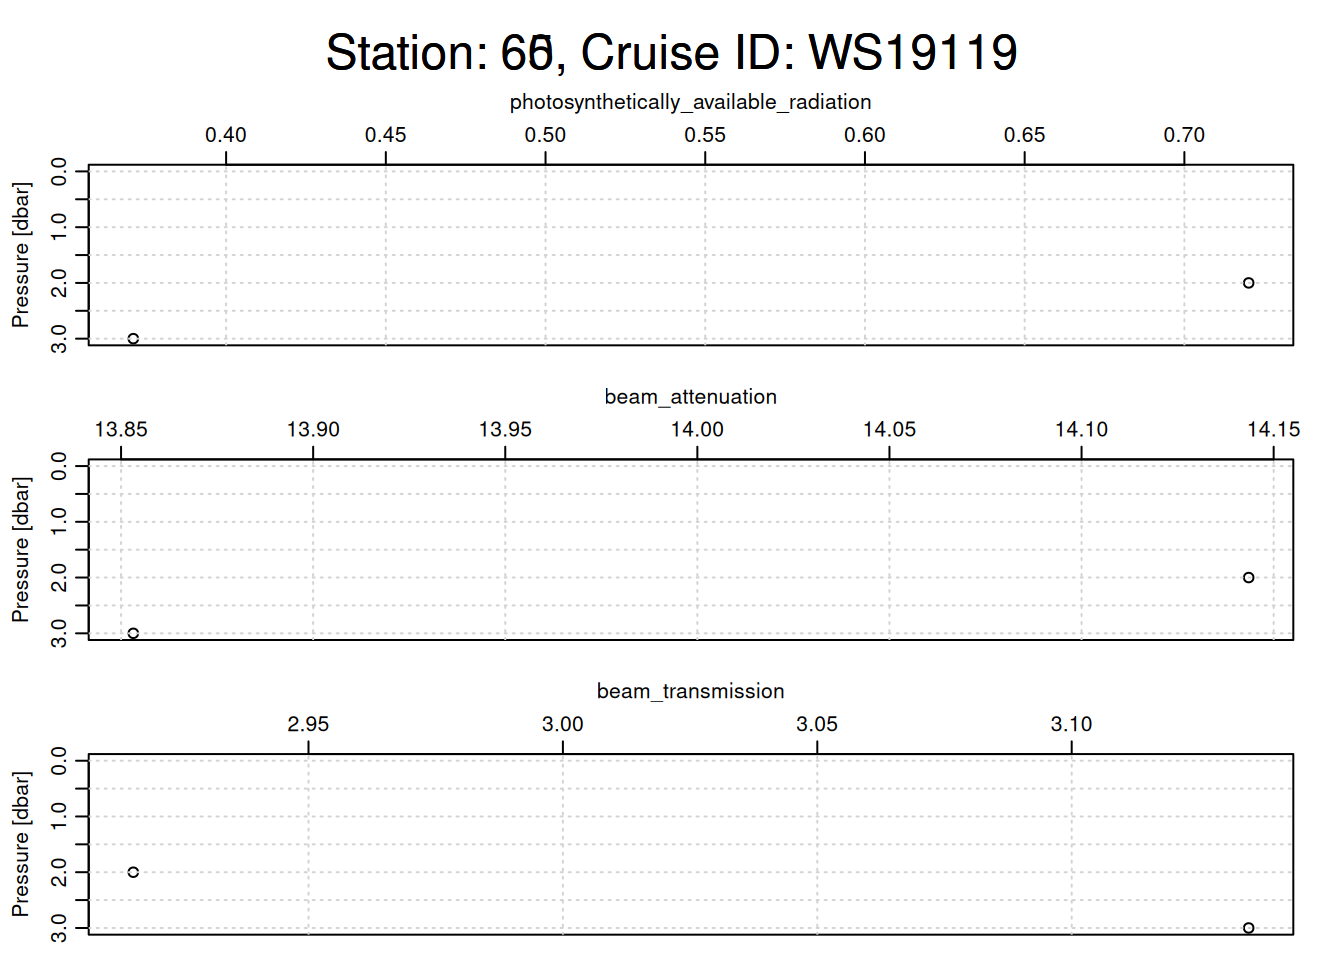 Station: 6, Cruise ID: WS19119
photosynthetically_available_radiation
0.40 0.45 0.50 0.55 0.60 0.65 0.70
Pressure [dbar]
0.0 1.0 2.0 3.0
beam_attenuation
13.85 13.90 13.95 14.00 14.05 14.10 14.15
Pressure [dbar]
0.0 1.0 2.0 3.0
beam_transmission
2.95 3.00 3.05 3.10
Pressure [dbar]
0.0 1.0 2.0 3.0